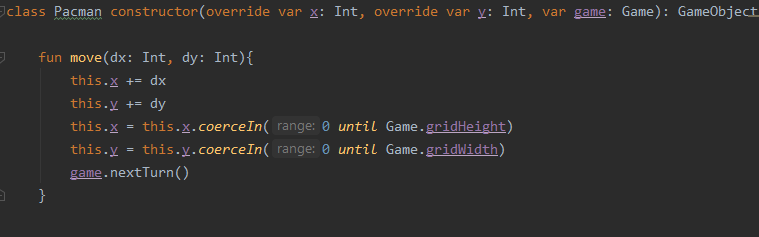 class Pacman constructor(override var x: Int, override var y: Int, var game: Game): GameObject
fun move(dx: Int, dy: Int){
this.x += dx
this.y += dy
this.x = this.x.coerceIn( range: 0 until Game.gridHeight)
this.y = this.y.coerceIn( range: 0 until Game.gridWidth)
game.nextTurn()
}